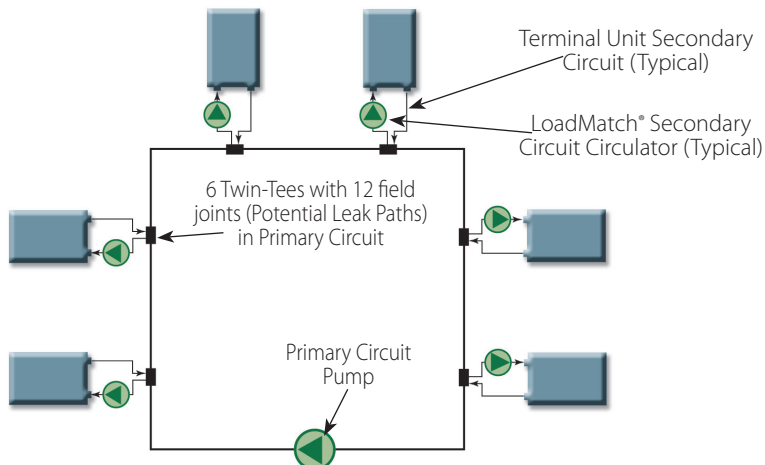 Terminal Unit Secondary
Circuit (Typical)
LoadMatch® Secondary
Circuit Circulator (Typical)
6 Twin-Tees with 12 field
joints (Potential Leak Paths)
in Primary Circuit
Primary Circuit
Pump